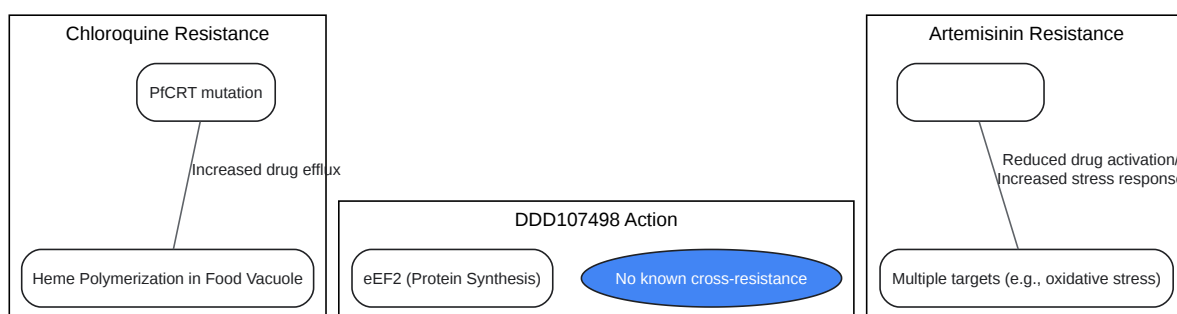 Chloroquine Resistance
PfCRT mutation
Increased drug efflux
Heme Polymerization in Food Vacuole
DDD107498 Action
eEF2 (Protein Synthesis)
No known cross-resistance
Artemisinin Resistance
Reduced drug activation/
Increased stress response
Multiple targets (e.g., oxidative stress)